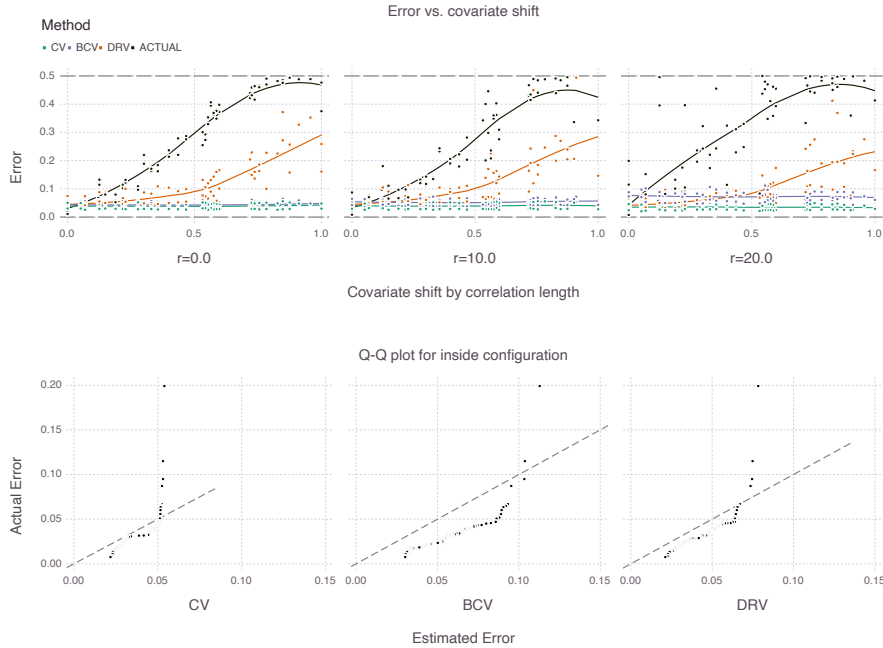 Error vs. covariate shift
Method
CV BCV DRV ACTUAL
Error
0.5
0.4
0.3
0.2
0.1
0.0
0.0 0.5 1.0
0.0 0.5 1.0
0.0 0.5 1.0
r=0.0 r=10.0 r=20.0
Covariate shift by correlation length
Q-Q plot for inside configuration
Actual Error
0.20
0.15
0.10
0.05
0.00
0.00 0.05 0.10 0.15
0.00 0.05 0.10 0.15
0.00 0.05 0.10 0.15
CV BCV DRV
Estimated Error